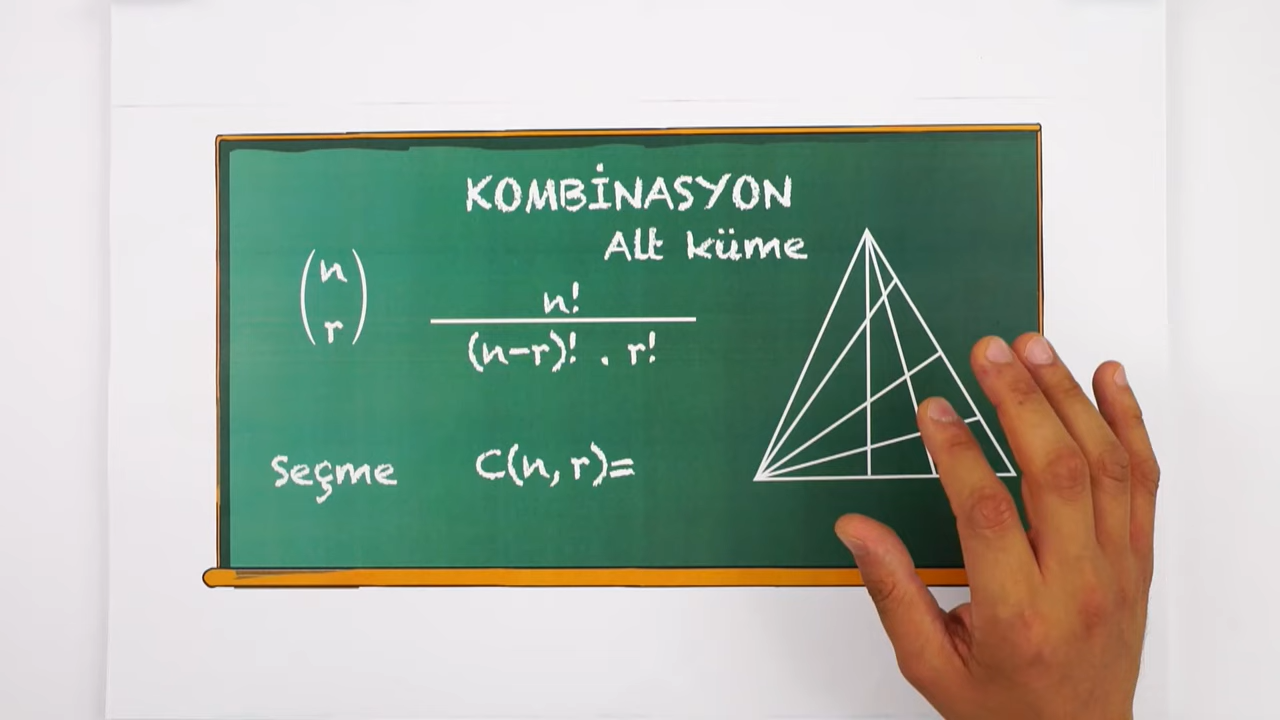 KOMBİNASYON
Alt küme
(n r)
n!
(n-r)! . r!
Seçme
C(n,r)=